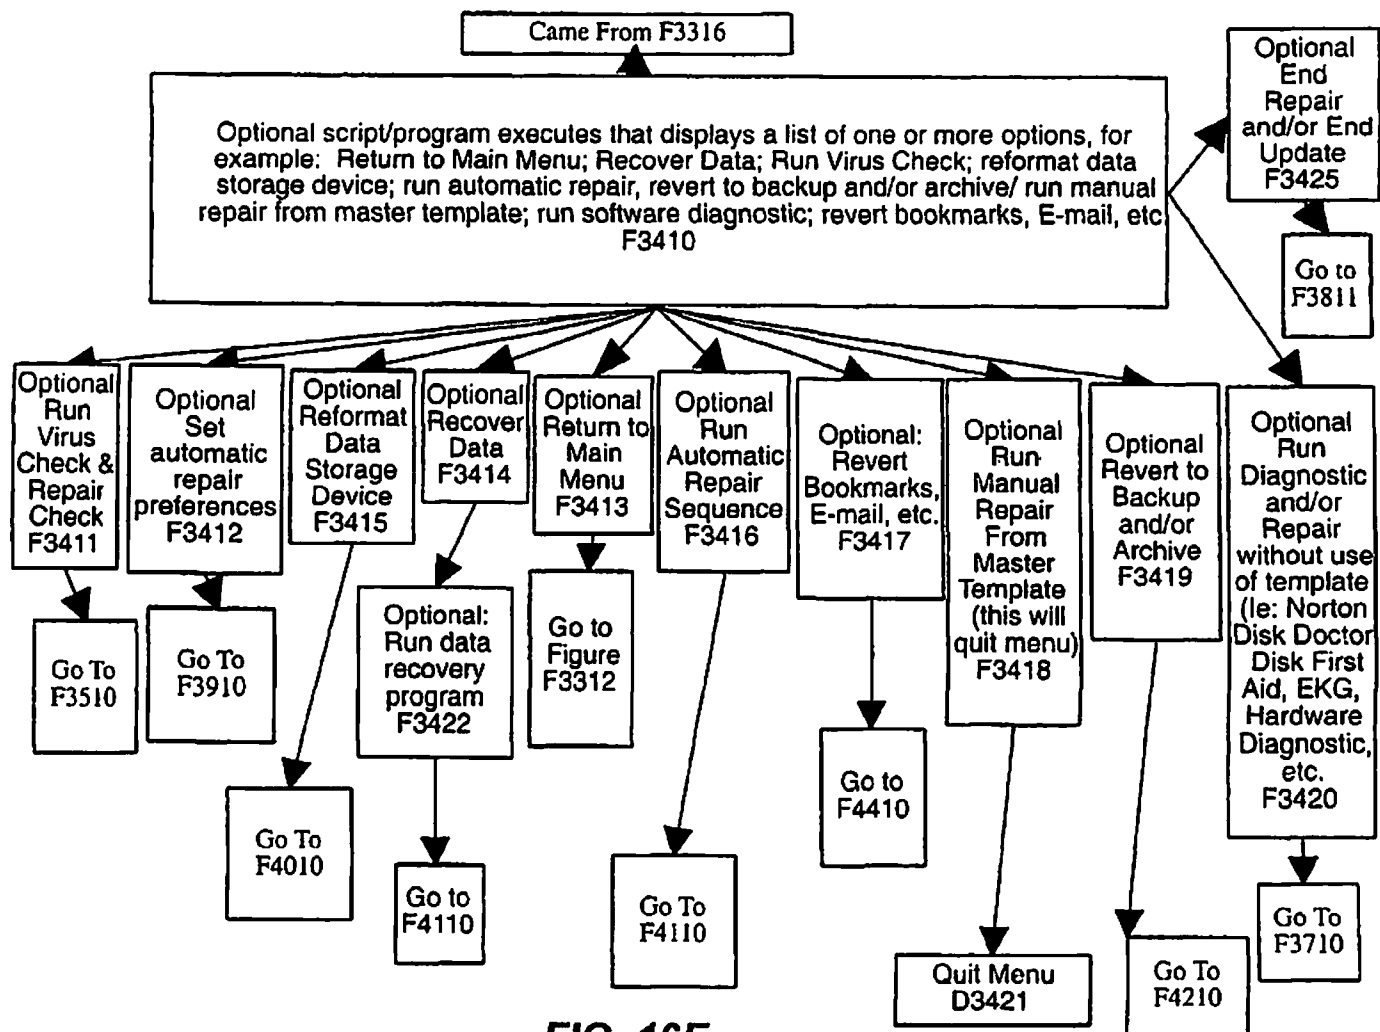 Came From F3316
Optional script/program executes that displays a list of one or more options, for
example: Return to Main Menu; Recover Data; Run Virus Check; reformat data
storage device; run automatic repair, revert to backup and/or archive/ run manual
repair from master template; run software diagnostic; revert bookmarks, E-mail, etc
F3410
Optional
End
Repair
and/or End
Update
F3425
Go to
F3811
Optional
Run
Virus
Check &
Repair
Check
F3411
Go To
F3510
Optional
Set
automatic
repair
preferences
F3412
Go To
F3910
Optional
Reformat
Data
Storage
Device
F3415
Go To
F4010
Optional
Recover
Data
F3414
Optional:
Run data
recovery
program
F3422
Go to
F4110
Optional
Return to
Main
Menu
F3413
Go to
Figure
F3312
Optional
Run
Automatic
Repair
Sequence
F3416
Go To
F4110
Optional:
Revert
Bookmarks,
E-mail, etc.
F3417
Go to
F4410
Optional
Run
Manual
Repair
From
Master
Template
(this will
quit menu)
F3418
Quit Menu
D3421
Optional
Revert to
Backup
and/or
Archive
F3419
Go To
F4210
Optional
Run
Diagnostic
and/or
Repair
without use
of template
(Ie: Norton
Disk Doctor
Disk First
Aid, EKG,
Hardware
Diagnostic,
etc.
F3420
Go To
F3710